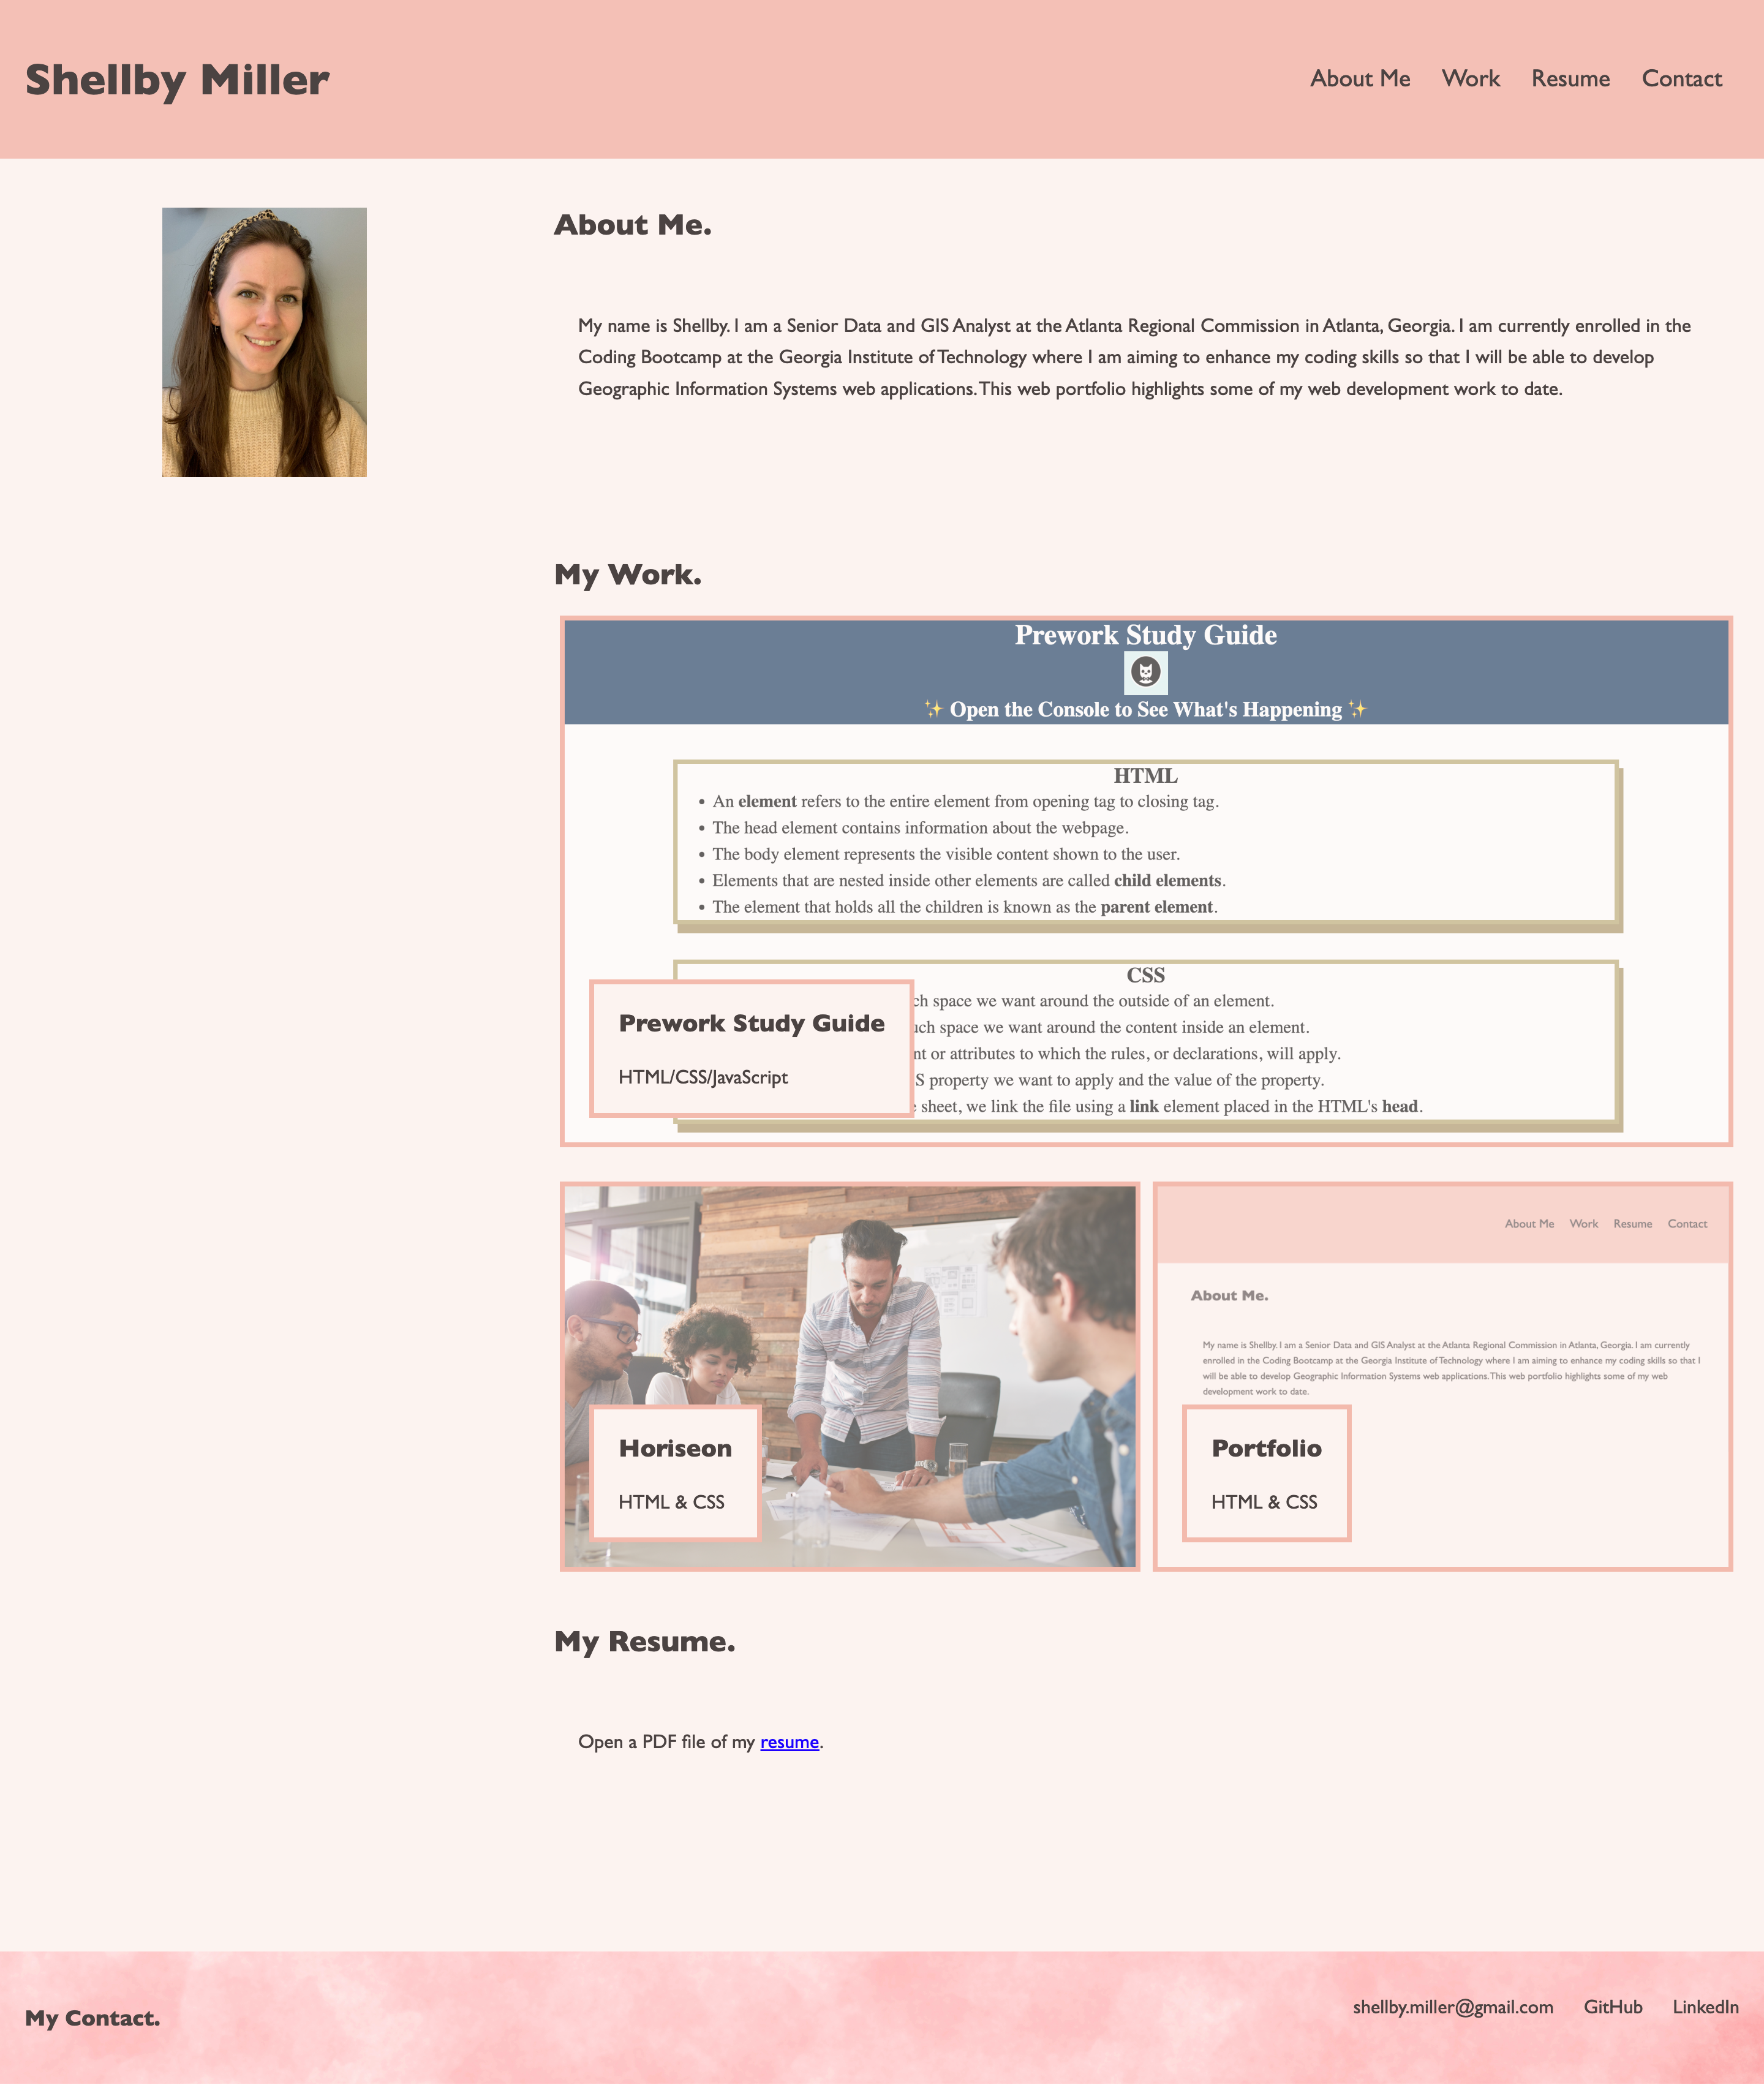 Shellby Miller
About Me Work Resume Contact
About Me.
My name is Shellby. I am a Senior Data and GIS Analyst at the Atlanta Regional Commission in Atlanta, Georgia. I am currently enrolled in the
Coding Bootcamp at the Georgia Institute of Technology where I am aiming to enhance my coding skills so that I will be able to develop
Geographic Information Systems web applications. This web portfolio highlights some of my web development work to date.
My Work.
Prework Study Guide
✨ Open the Console to See What's Happening ✨
HTML
• An element refers to the entire element from opening tag to closing tag.
• The head element contains information about the webpage.
• The body element represents the visible content shown to the user.
• Elements that are nested inside other elements are called child elements.
• The element that holds all the children is known as the parent element.
CSS
space we want around the outside of an element.
space we want around the content inside an element.
or attributes to which the rules, or declarations, will apply.
property we want to apply and the value of the property.
sheet, we link the file using a link element placed in the HTML's head.
Prework Study Guide
HTML/CSS/JavaScript
Horiseon
HTML & CSS
About Me Work Resume Contact
About Me.
My name is Shellby. I am a Senior Data and GIS Analyst at the Atlanta Regional Commission in Atlanta, Georgia. I am currently
enrolled in the Coding Bootcamp at the Georgia Institute of Technology where I am aiming to enhance my coding skills so that I
will be able to develop Geographic Information Systems web applications. This web portfolio highlights some of my web
development work to date.
Portfolio
HTML & CSS
My Resume.
Open a PDF file of my resume.
My Contact.
shellby.miller@gmail.com GitHub LinkedIn